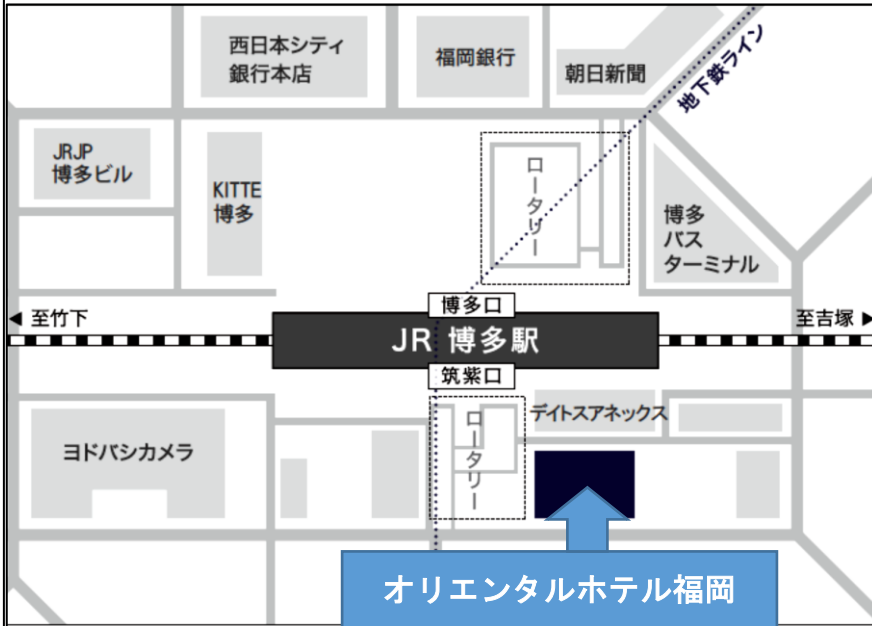 西日本シティ
銀行本店
福岡銀行
朝日新聞
地下鉄ライン
JRJP
博多ビル
KITTE
博多
ロータリー
博多
バス
ターミナル
博多口
◀ 至竹下
至吉塚 ▶
JR 博多駅
筑紫口
デイトスアネックス
ヨドバシカメラ
ロータリー
オリエンタルホテル福岡